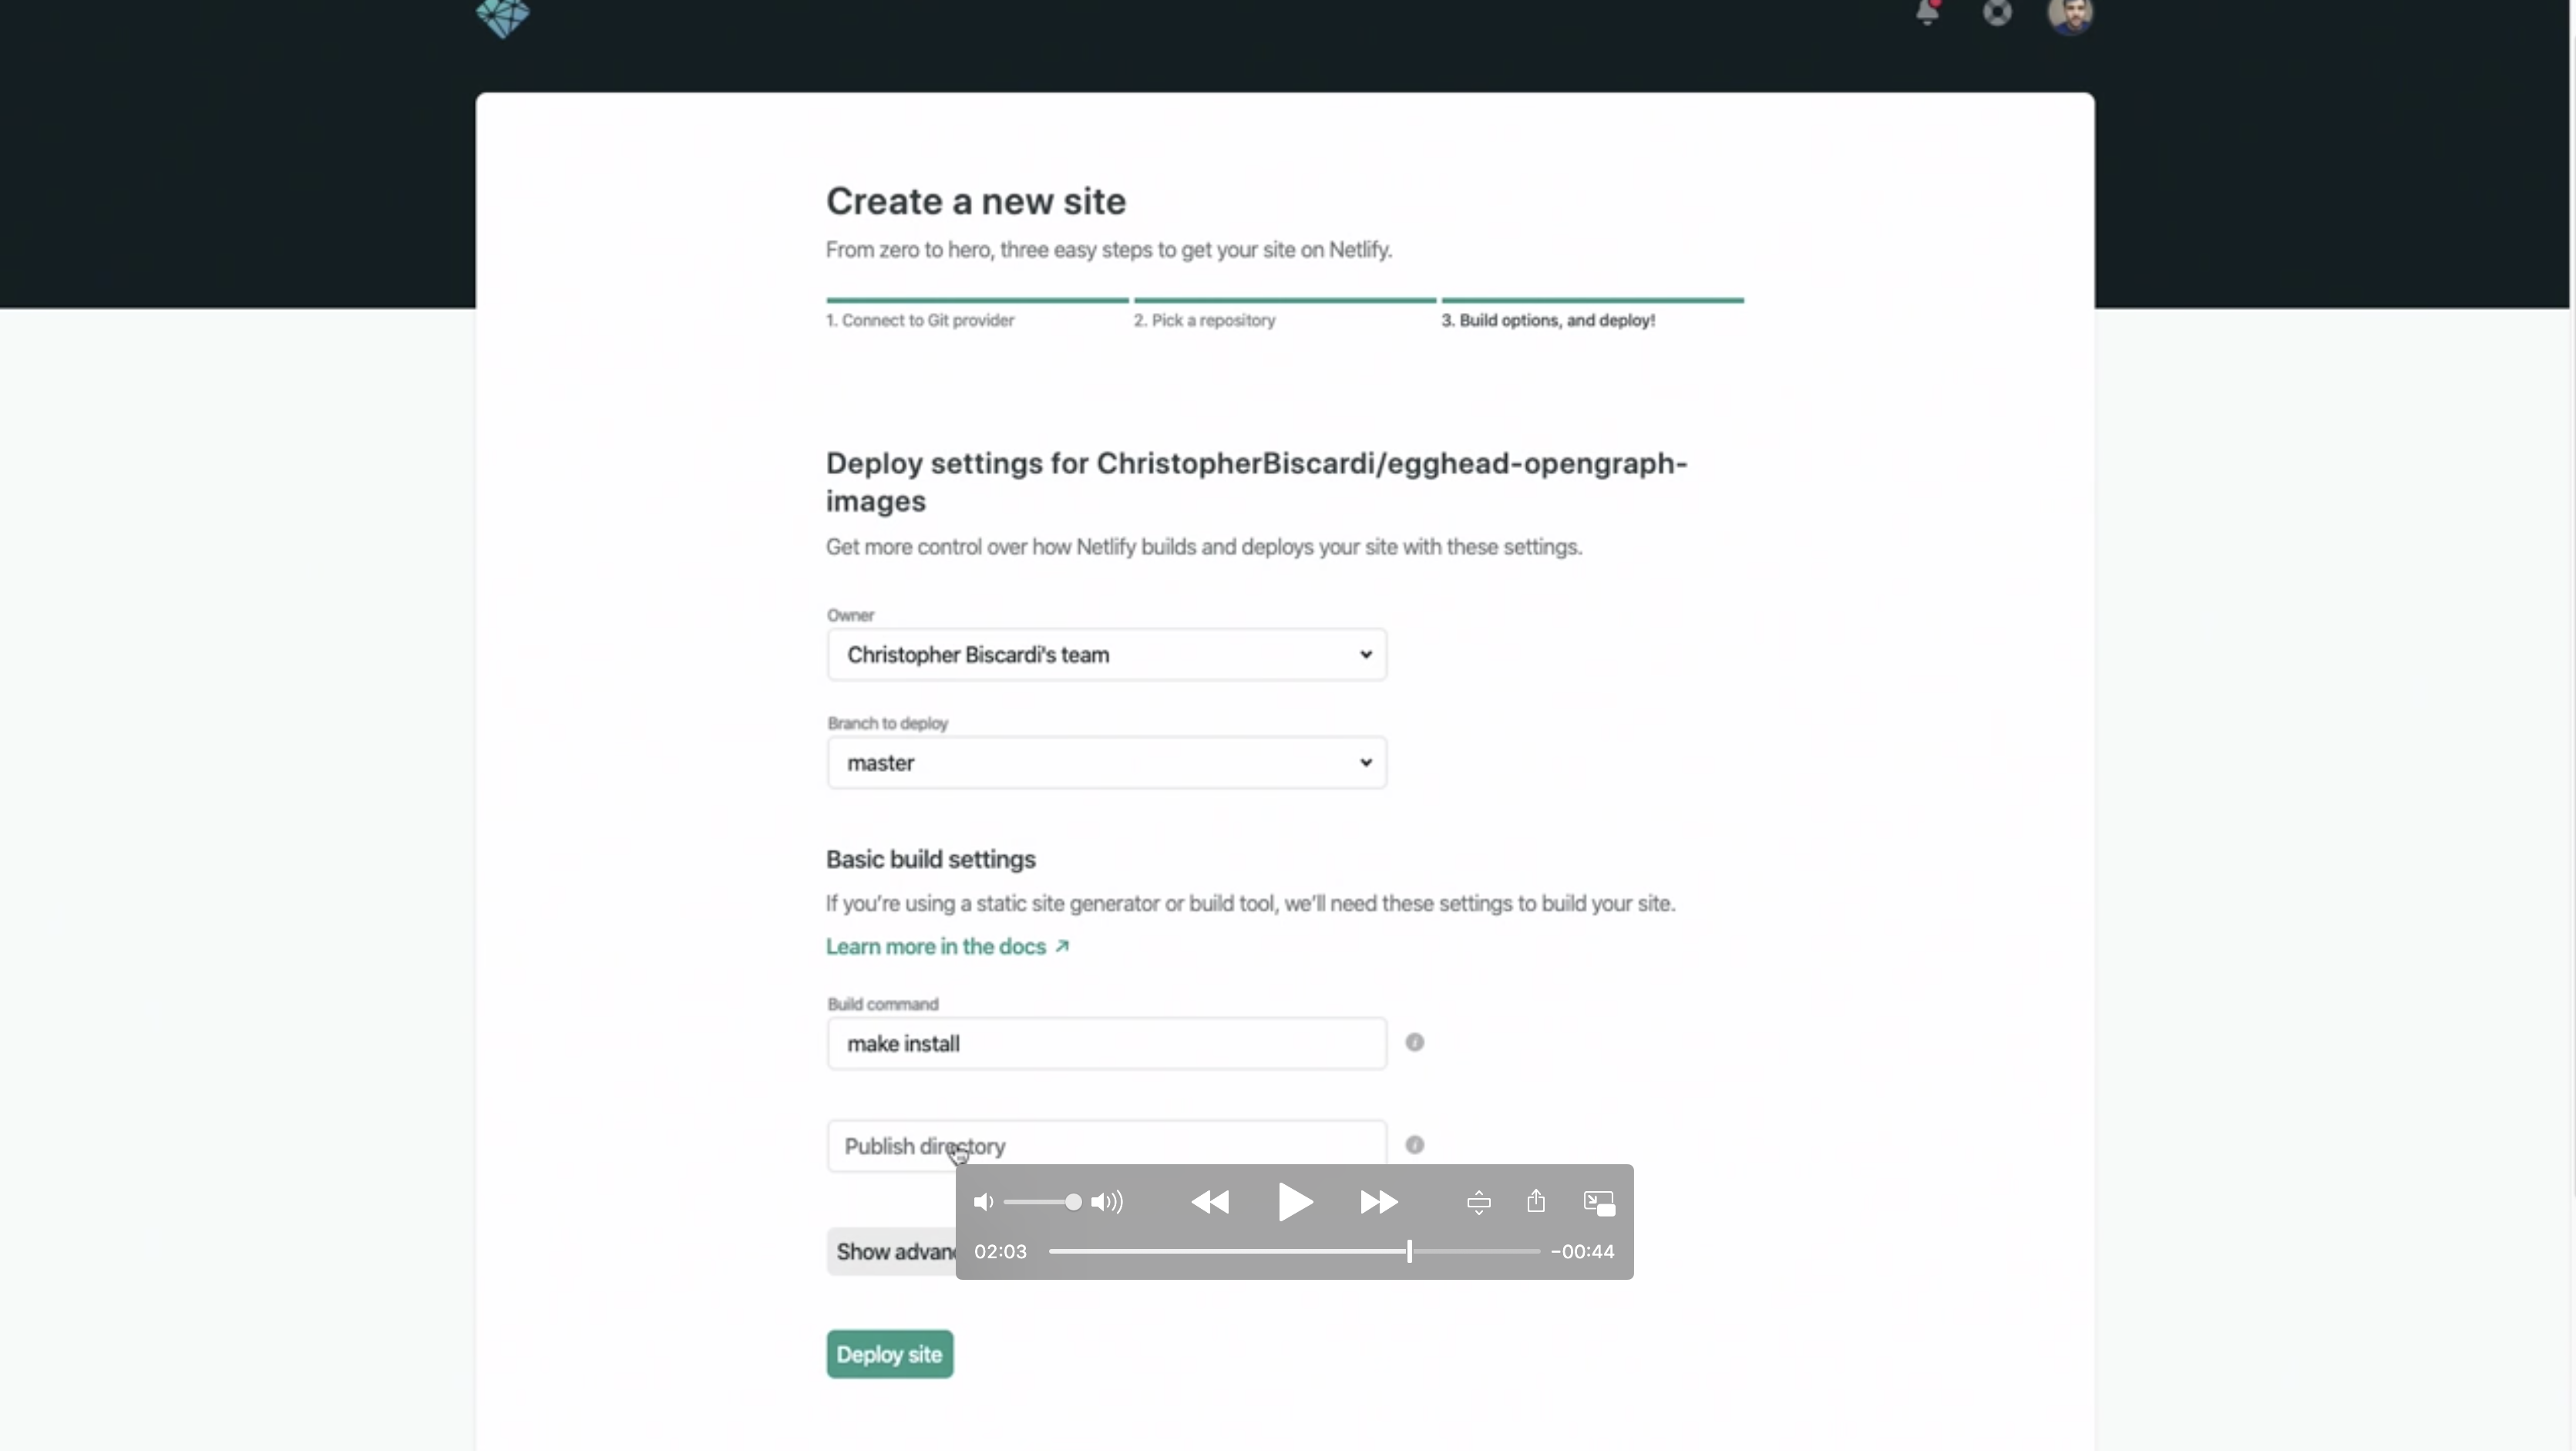 Create a new site
From zero to hero, three easy steps to get your site on Netlify.
1. Connect to Git provider
2. Pick a repository
3. Build options, and deploy!
Deploy settings for ChristopherBiscardi/egghead-opengraph-
images
Get more control over how Netlify builds and deploys your site with these settings.
Owner
Christopher Biscardi's team
Branch to deploy
master
Basic build settings
If you're using a static site generator or build tool, we'll need these settings to build your site.
Learn more in the docs ↗
Build command
make install
Publish directory
Show advan
02:03
-00:44
Deploy site